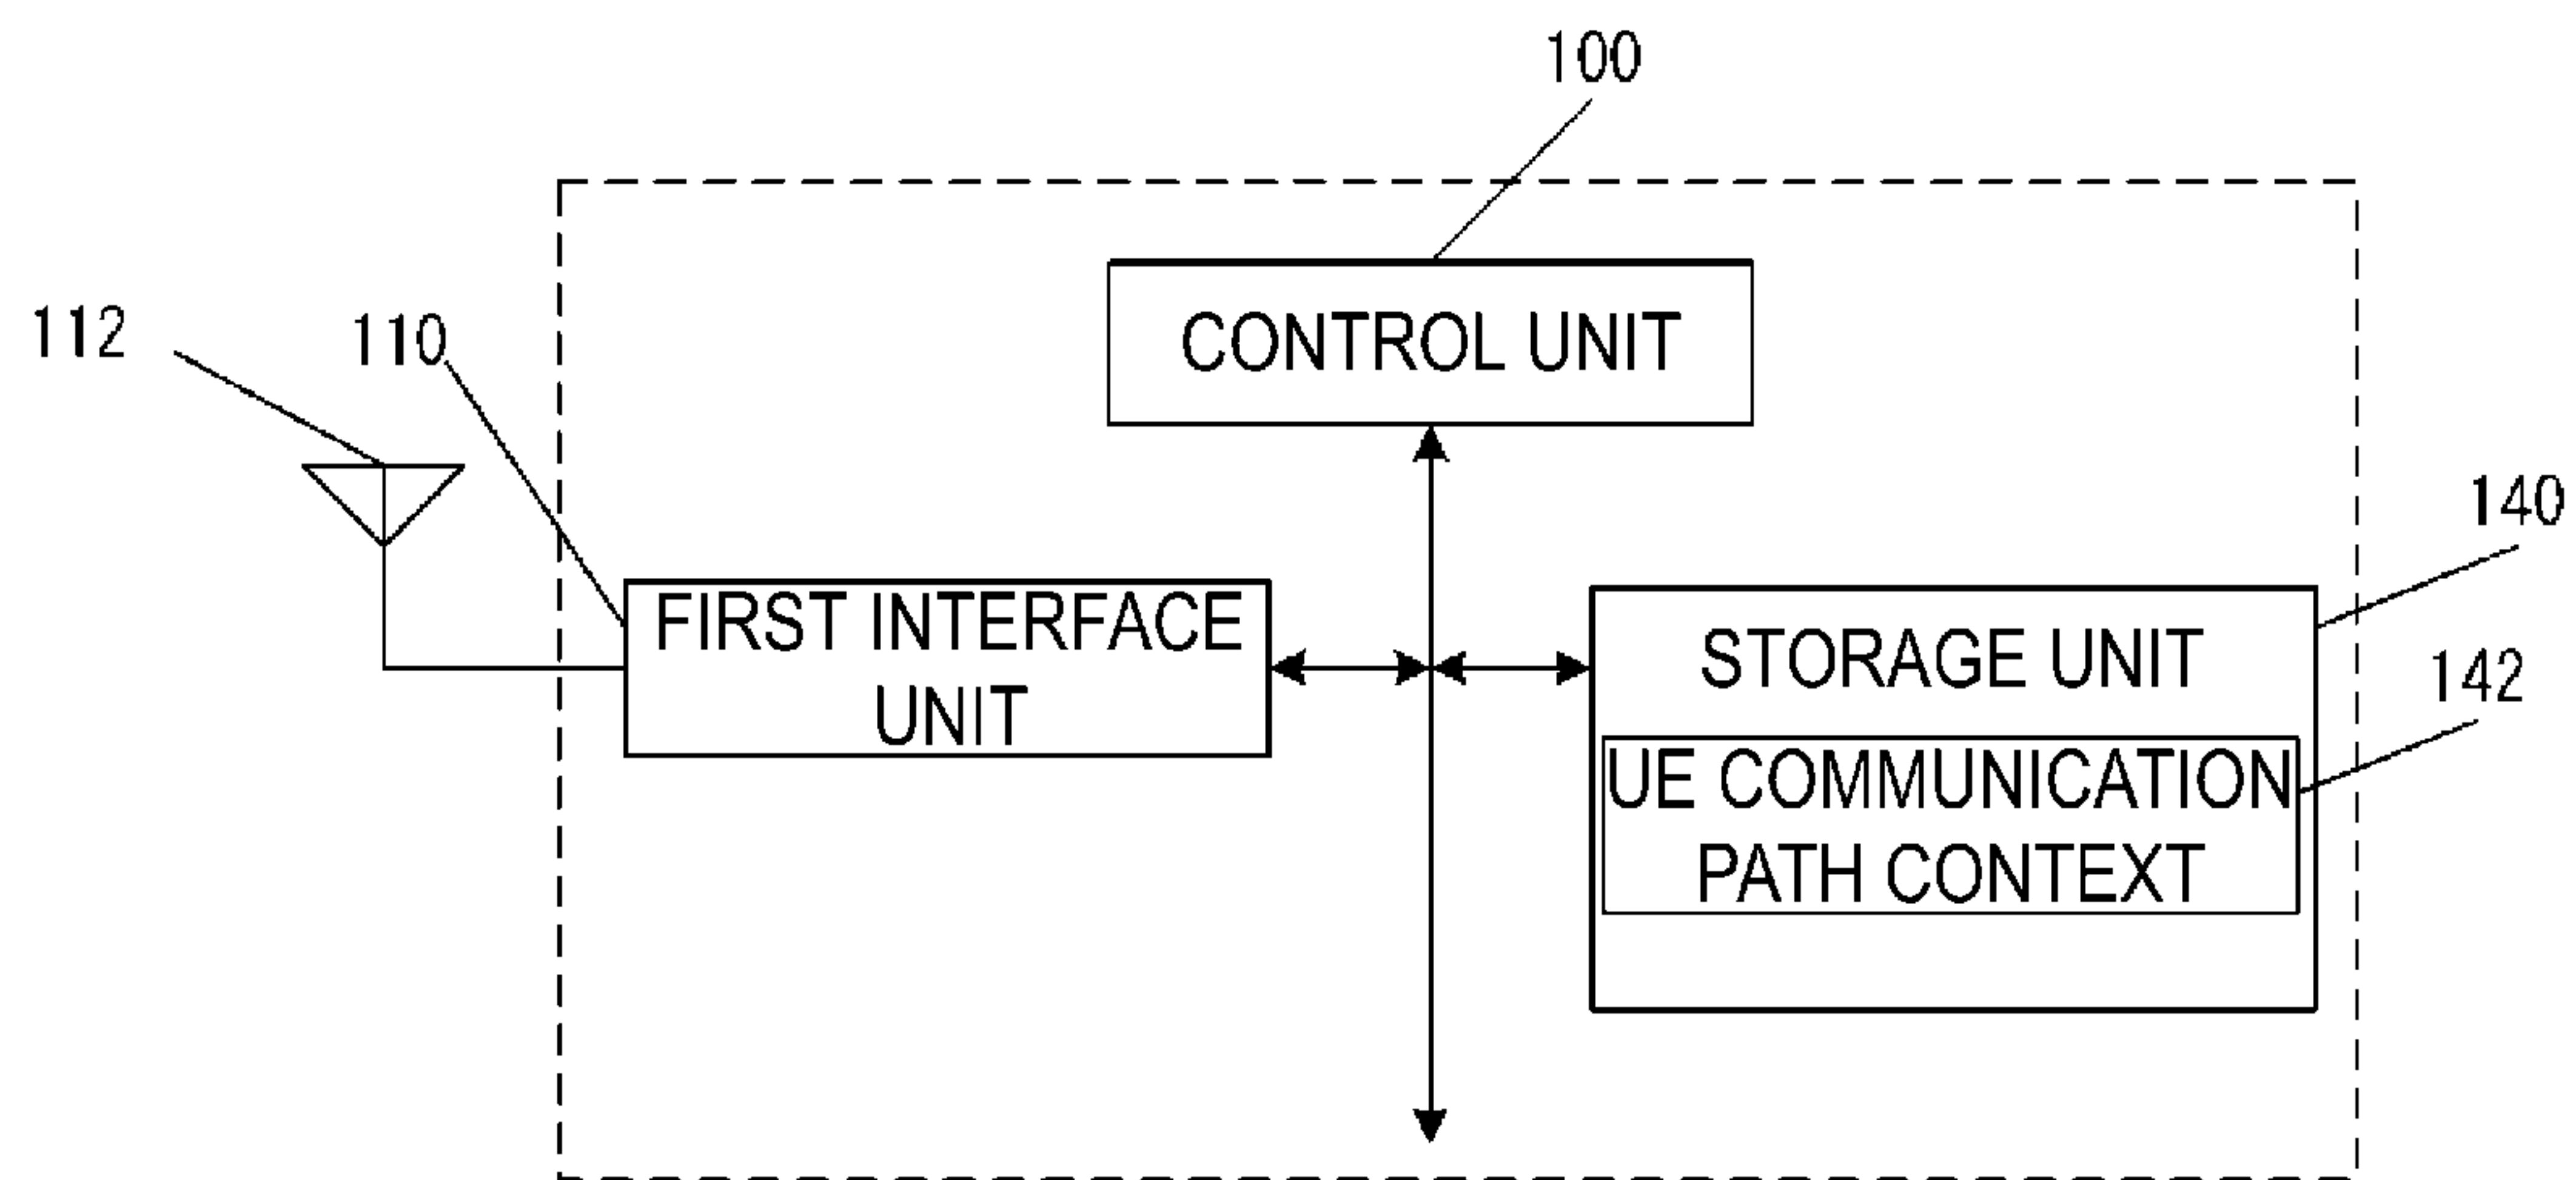 100
CONTROL UNIT
112
110
FIRST INTERFACE
UNIT
140
STORAGE UNIT
142
UE COMMUNICATION
PATH CONTEXT